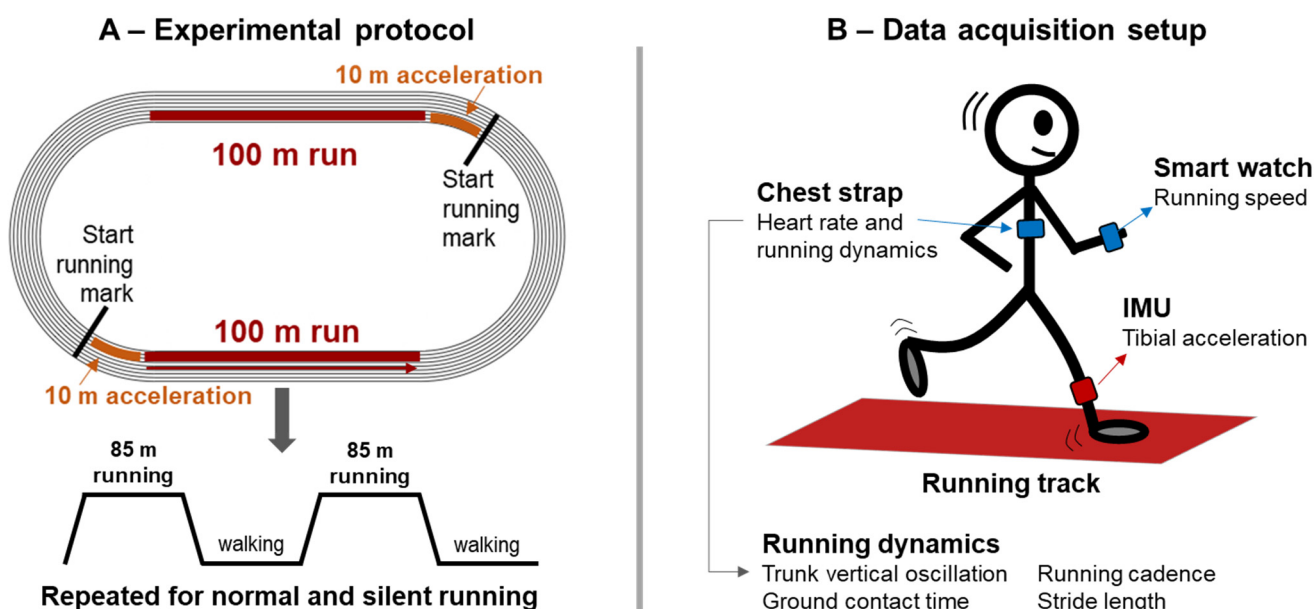 A – Experimental protocol
10 m acceleration
100 m run
Start
running
mark
Start
running
mark
100 m run
10 m acceleration
85 m
running
85 m
running
walking
walking
Repeated for normal and silent running
B – Data acquisition setup
Smart watch
Running speed
Chest strap
Heart rate and
running dynamics
IMU
Tibial acceleration
Running track
Running dynamics
Trunk vertical oscillation
Running cadence
Ground contact time
Stride length